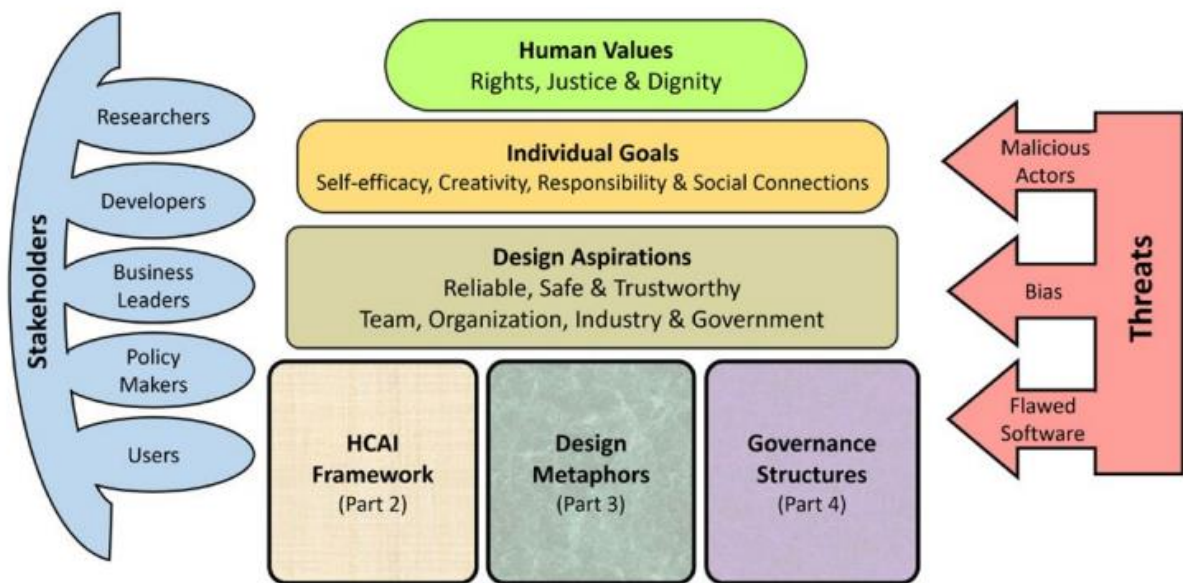 Stakeholders
Researchers
Developers
Business
Leaders
Policy
Makers
Users
Human Values
Rights, Justice & Dignity
Individual Goals
Self-efficacy, Creativity, Responsibility & Social Connections
Design Aspirations
Reliable, Safe & Trustworthy
Team, Organization, Industry & Government
HCAI
Framework
(Part 2)
Design
Metaphors
(Part 3)
Governance
Structures
(Part 4)
Malicious
Actors
Bias
Flawed
Software
Threats